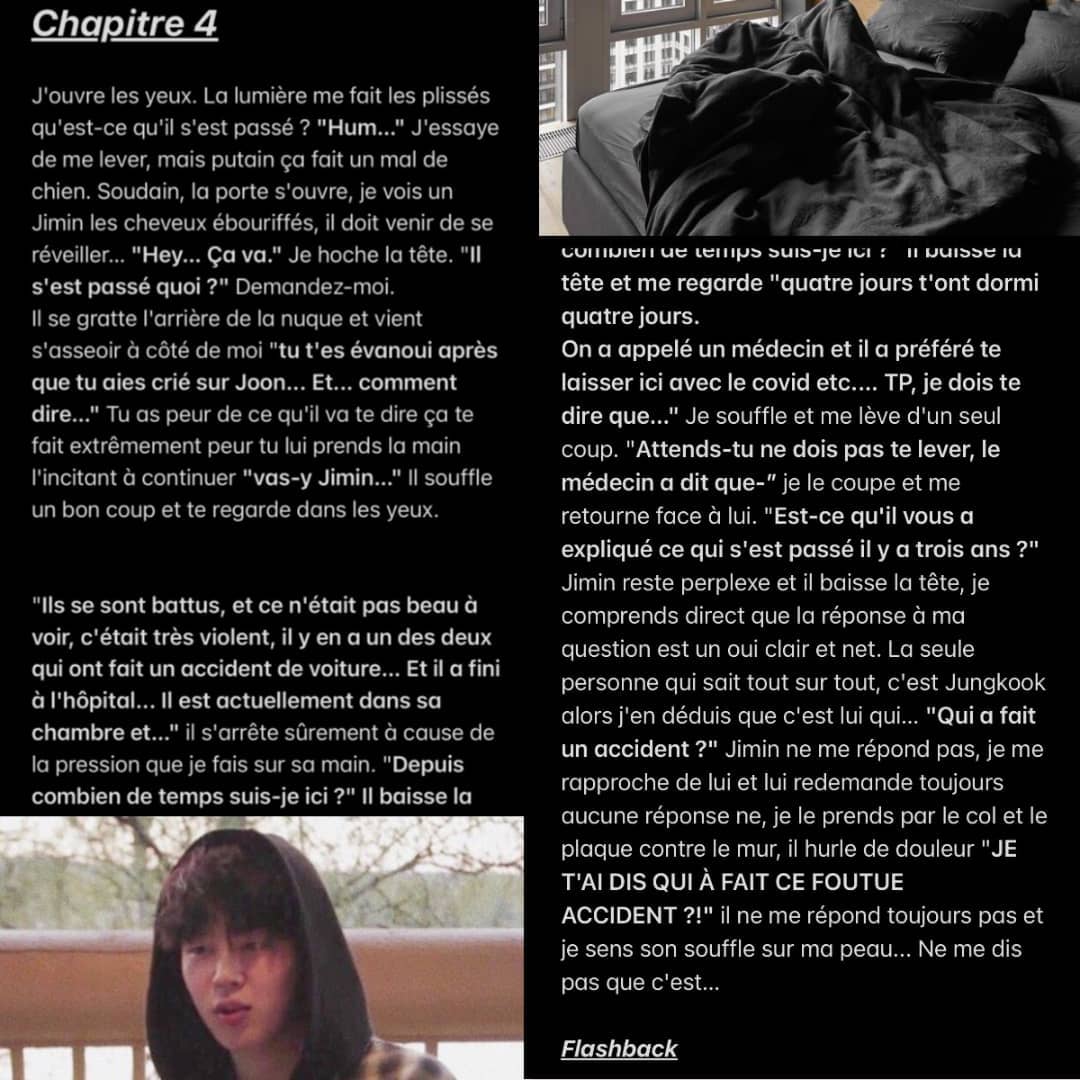 Chapitre 4
J'ouvre les yeux. La lumière me fait les plissés
qu'est-ce qu'il s'est passé ? "Hum..." J'essaye
de me lever, mais putain ça fait un mal de
chien. Soudain, la porte s'ouvre, je vois un
Jimin les cheveux ébouriffés, il doit venir de se
réveiller... "Hey... Ça va." Je hoche la tête. "Il
s'est passé quoi ?" Demandez-moi.
Il se gratte l'arrière de la nuque et vient
s'asseoir à côté de moi "tu t'es évanoui après
que tu aies crié sur Joon... Et... comment
dire..." Tu as peur de ce qu'il va te dire ça te
fait extrêmement peur tu lui prends la main
l'incitant à continuer "vas-y Jimin..." Il souffle
un bon coup et te regarde dans les yeux.
"Ils se sont battus, et ce n'était pas beau à
voir, c'était très violent, il y en a un des deux
qui ont fait un accident de voiture... Et il a fini
à l'hôpital... Il est actuellement dans sa
chambre et..." il s'arrête sûrement à cause de
la pression que je fais sur sa main. "Depuis
combien de temps suis-je ici ?" Il baisse la
combien de temps suis-je ici ?" Il baisse la
tête et me regarde "quatre jours t'ont dormi
quatre jours.
On a appelé un médecin et il a préféré te
laisser ici avec le covid etc.... TP, je dois te
dire que..." Je souffle et me lève d'un seul
coup. "Attends-tu ne dois pas te lever, le
médecin a dit que-” je le coupe et me
retourne face à lui. "Est-ce qu'il vous a
expliqué ce qui s'est passé il y a trois ans ?"
Jimin reste perplexe et il baisse la tête, je
comprends direct que la réponse à ma
question est un oui clair et net. La seule
personne qui sait tout sur tout, c'est Jungkook
alors j'en déduis que c'est lui qui... "Qui a fait
un accident ?" Jimin ne me répond pas, je me
rapproche de lui et lui redemande toujours
aucune réponse ne, je le prends par le col et le
plaque contre le mur, il hurle de douleur "JE
T'AI DIS QUI À FAIT CE FOUTUE
ACCIDENT ?!" il ne me répond toujours pas et
je sens son souffle sur ma peau... Ne me dis
pas que c'est...
Flashback